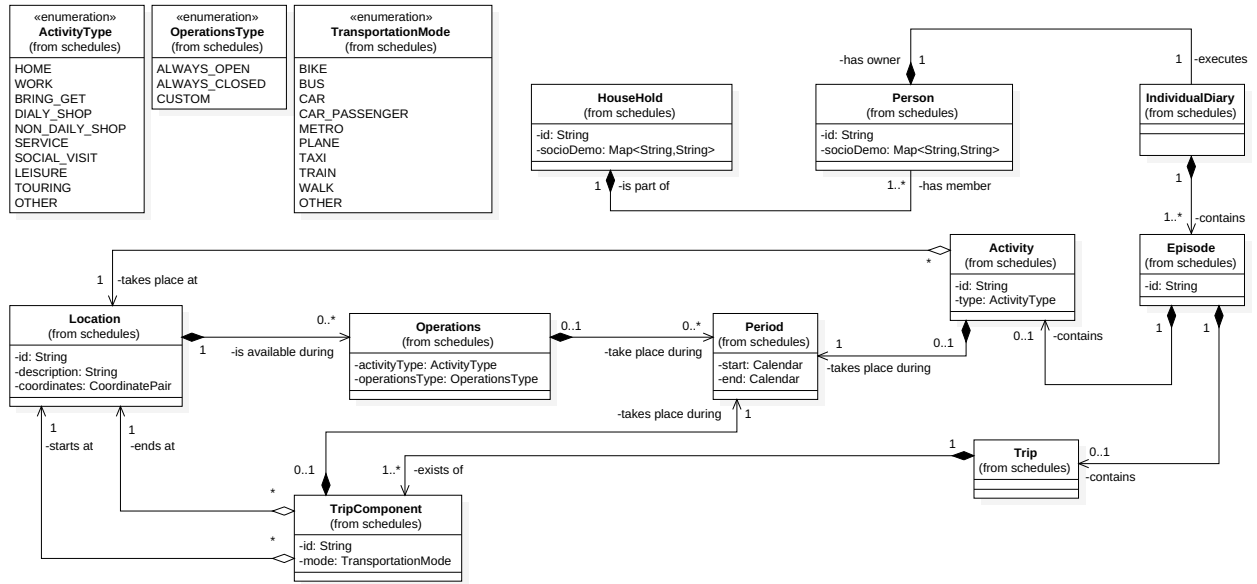 «enumeration»
ActivityType
(from schedules)
HOME
WORK
BRING_GET
DIALY_SHOP
NON_DAILY_SHOP
SERVICE
SOCIAL_VISIT
LEISURE
TOURING
OTHER
«enumeration»
OperationsType
(from schedules)
ALWAYS_OPEN
ALWAYS_CLOSED
CUSTOM
«enumeration»
TransportationMode
(from schedules)
BIKE
BUS
CAR
CAR_PASSENGER
METRO
PLANE
TAXI
TRAIN
WALK
OTHER
HouseHold
(from schedules)
-id: String
-socioDemo: Map<String,String>
1 -is part of
-has owner 1
Person
(from schedules)
-id: String
-socioDemo: Map<String,String>
1..* -has member
1 -executes
IndividualDiary
(from schedules)
1
1..* -contains
Activity
(from schedules)
-id: String
-type: ActivityType
*
0..1
Episode
(from schedules)
-id: String
1
1
0..1 -contains
1 -takes place at
Location
(from schedules)
-id: String
-description: String
-coordinates: CoordinatePair
1
0..*
-is available during
Operations
(from schedules)
-activityType: ActivityType
-operationsType: OperationsType
0..1
0..*
-take place during
Period
(from schedules)
-start: Calendar
-end: Calendar
1
-takes place during
-takes place during 1
1
-starts at
1
-ends at
0..1
1..* -exists of
1
Trip
(from schedules)
0..1
-contains
*
*
TripComponent
(from schedules)
-id: String
-mode: TransportationMode